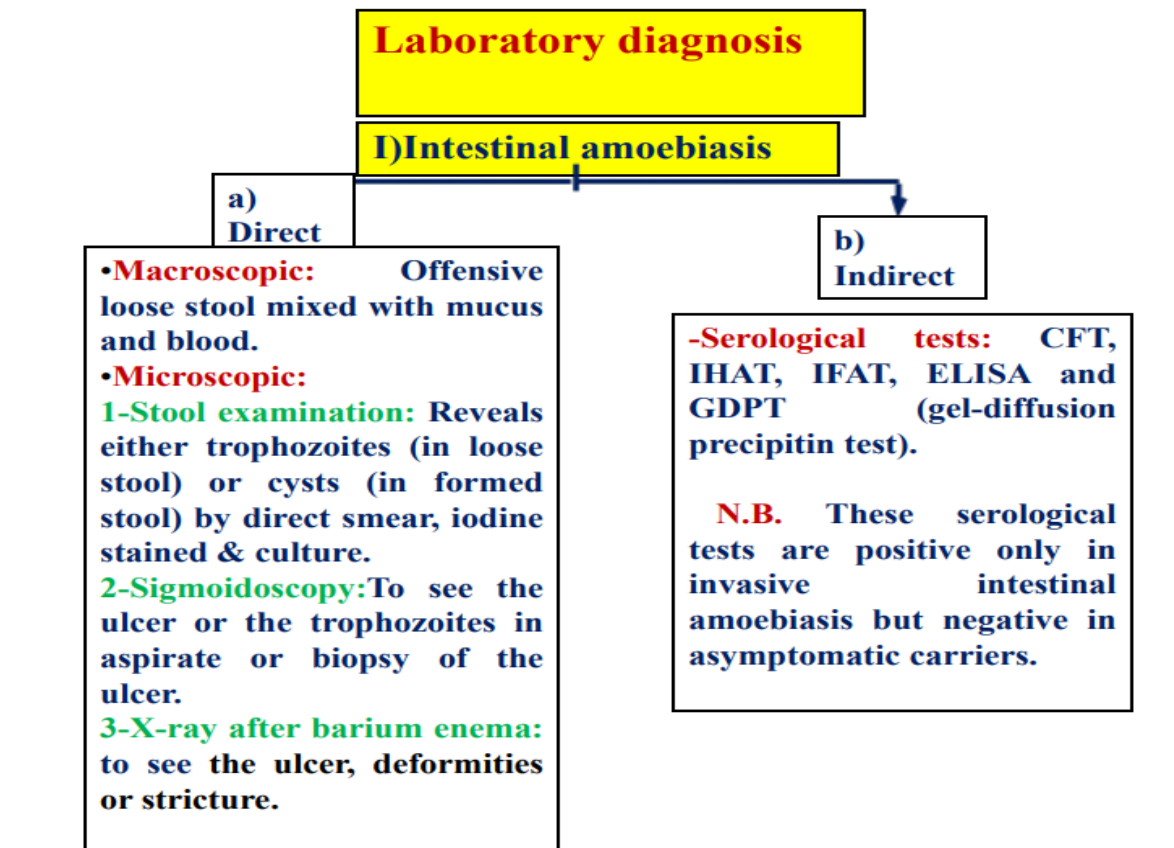 Laboratory diagnosis
I)Intestinal amoebiasis
a)
Direct
•Macroscopic: Offensive
loose stool mixed with mucus
and blood.
•Microscopic:
1-Stool examination: Reveals
either trophozoites (in loose
stool) or cysts (in formed
stool) by direct smear, iodine
stained & culture.
2-Sigmoidoscopy:To see the
ulcer or the trophozoites in
aspirate or biopsy of the
ulcer.
3-X-ray after barium enema:
to see the ulcer, deformities
or stricture.
b)
Indirect
-Serological tests: CFT,
IHAT, IFAT, ELISA and
GDPT (gel-diffusion
precipitin test).
N.B. These serological
tests are positive only in
invasive intestinal
amoebiasis but negative in
asymptomatic carriers.